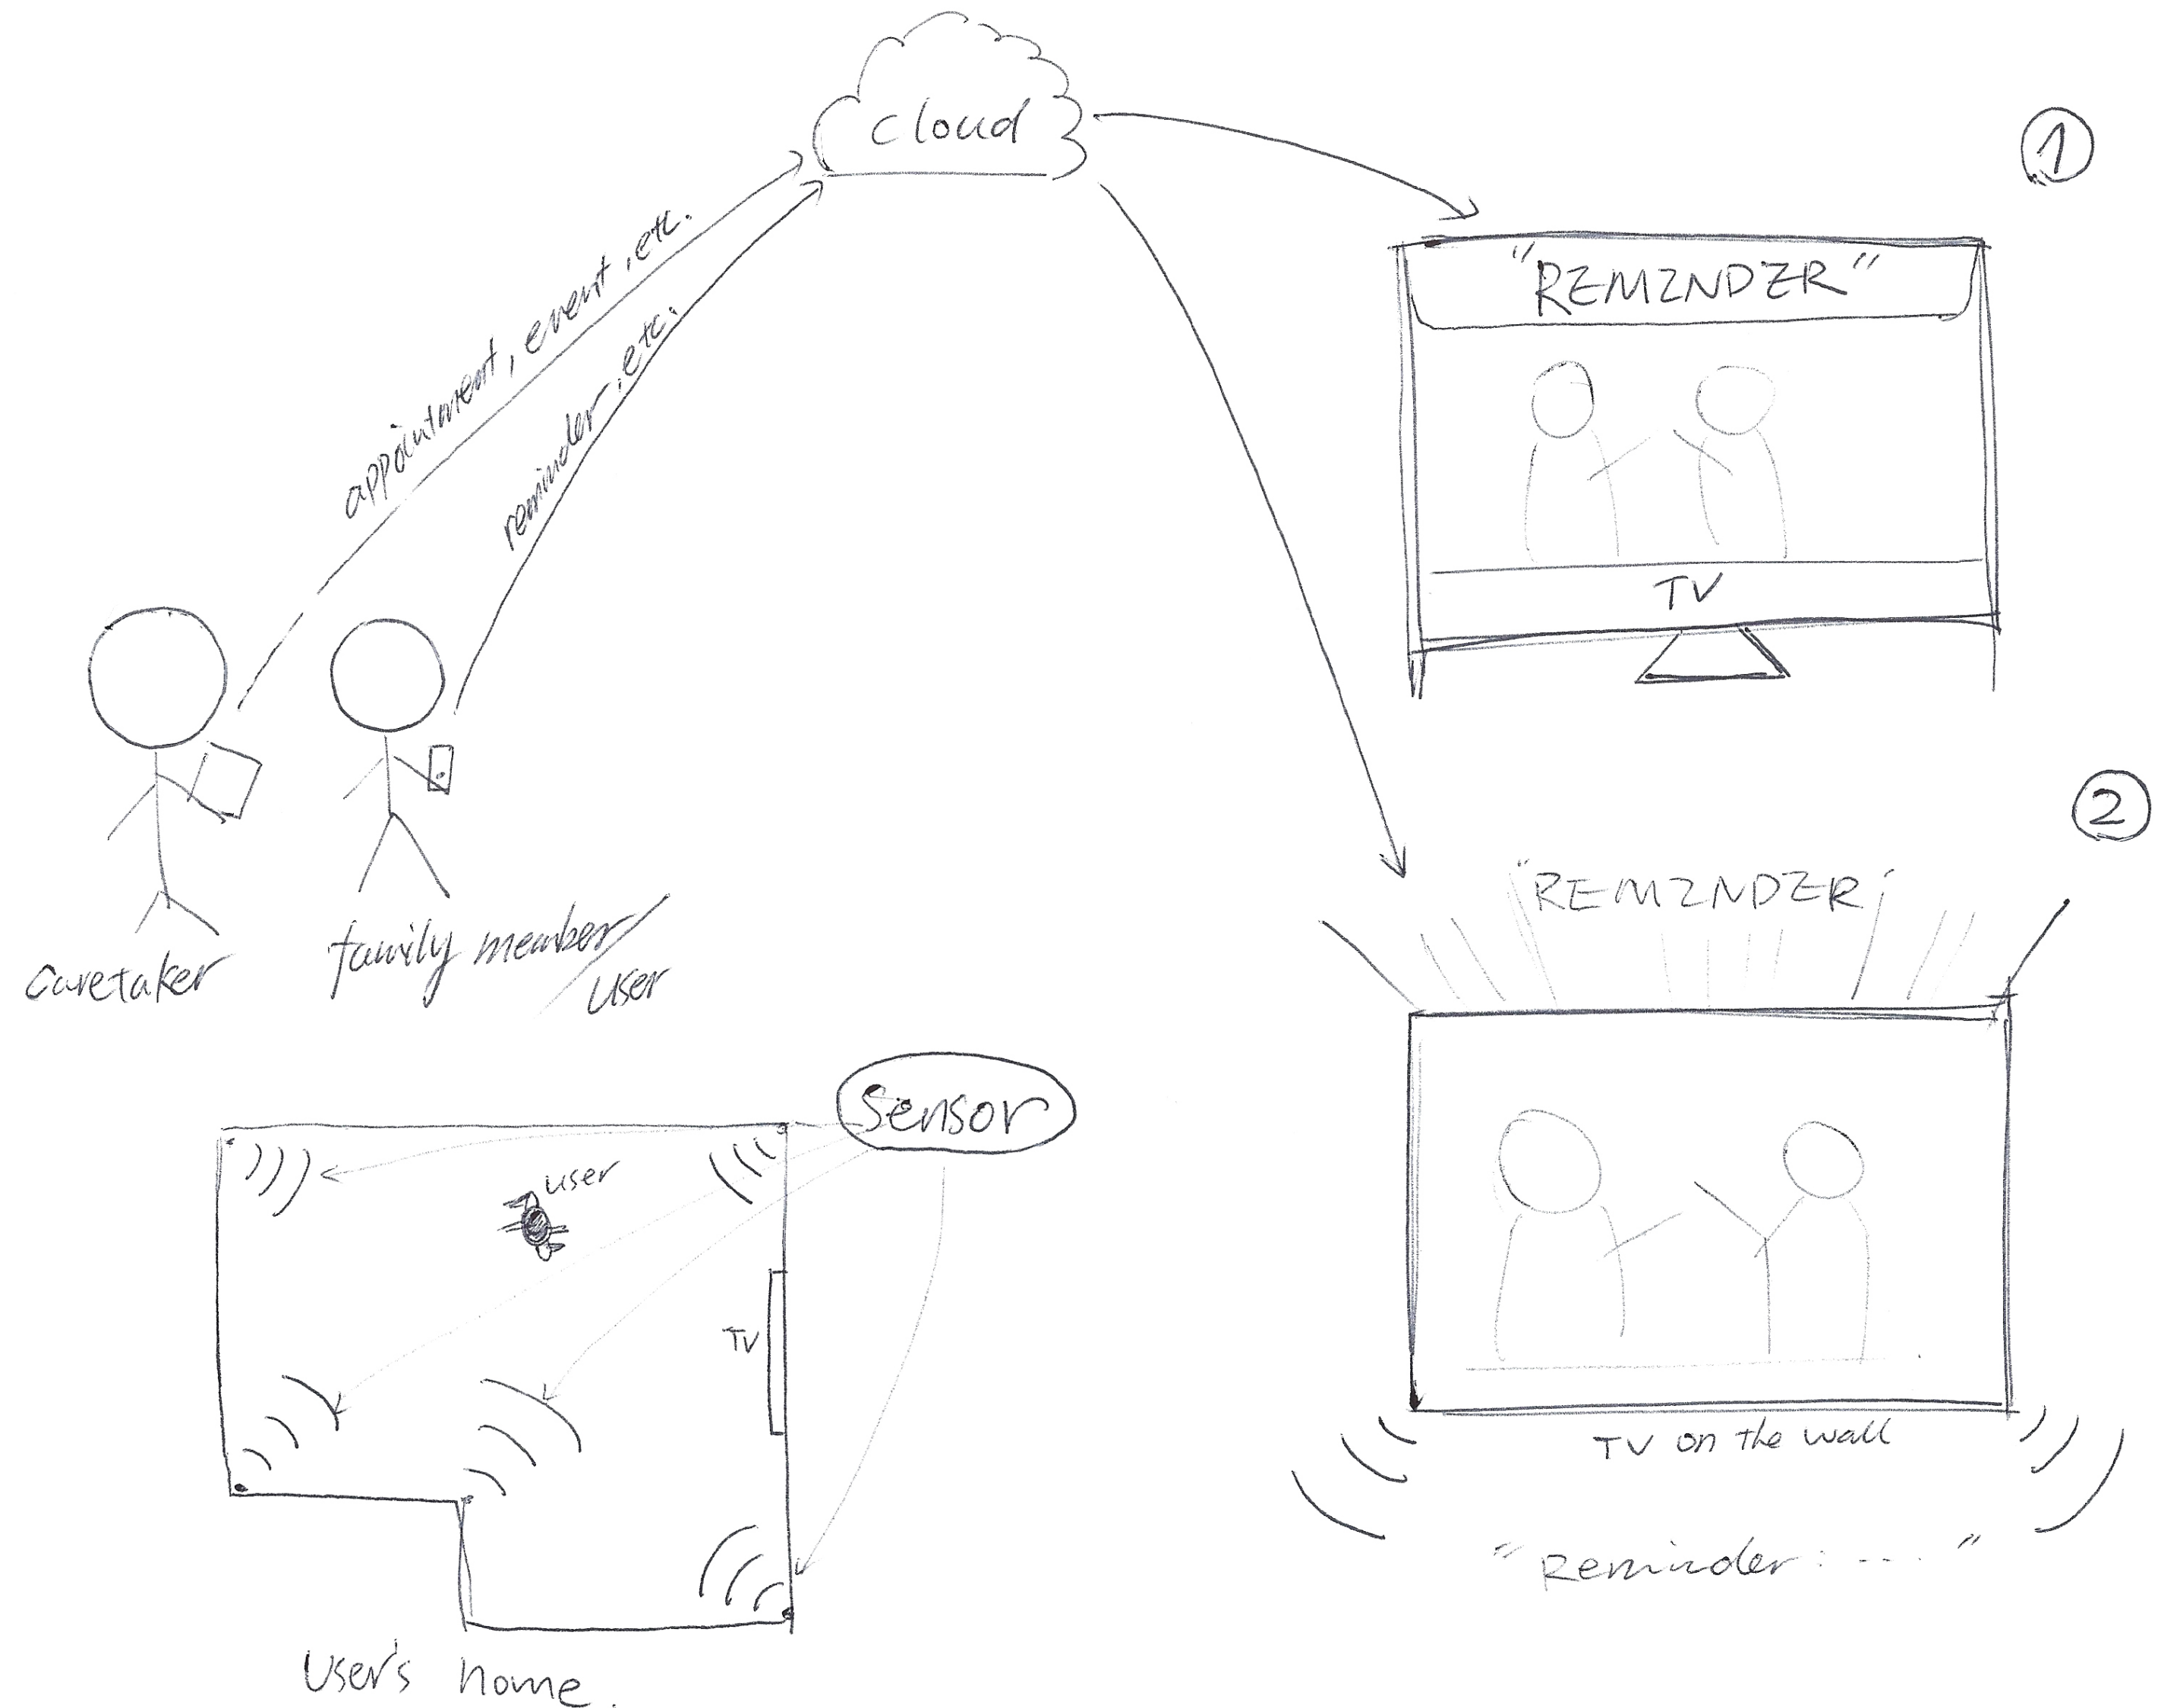 cloud
appointment, event, etc.
reminder, etc.
caretaker
family member/
user
1
"REMINDER"
TV
2
"REMINDER"
TV on the wall
"Reminder: ...."
sensor
user
TV
User's home.